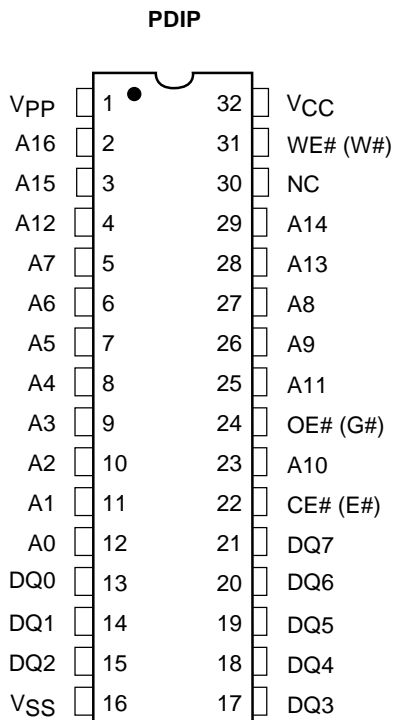 PDIP
VPP 1 32 VCC
A16 2 31 WE# (W#)
A15 3 30 NC
A12 4 29 A14
A7 5 28 A13
A6 6 27 A8
A5 7 26 A9
A4 8 25 A11
A3 9 24 OE# (G#)
A2 10 23 A10
A1 11 22 CE# (E#)
A0 12 21 DQ7
DQ0 13 20 DQ6
DQ1 14 19 DQ5
DQ2 15 18 DQ4
VSS 16 17 DQ3